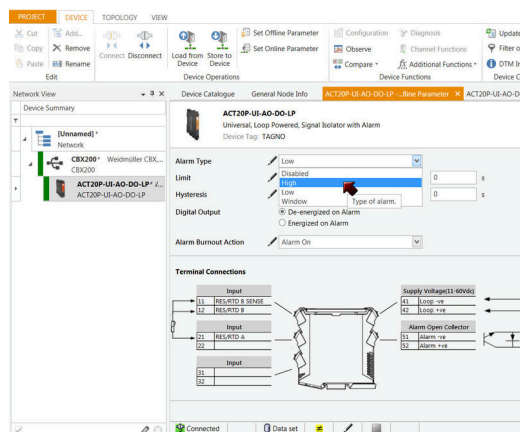 PROJECT DEVICE TOPOLOGY VIEW
Cut Add... Set Offline Parameter Configuration Diagnosis Update
Copy Remove Connect Disconnect Load from Device Store to Device Set Online Parameter Observe Channel Functions Filter
Paste Rename Compare Additional Functions DTM In
Edit Device Operations Device Functions Device C
Network View Device Catalogue General Node Info ACT20P-UI-AO-DO-LP -...ffline Parameter ACT20P-UI-AO-D
Device Summary
ACT20P-UI-AO-DO-LP
Universal, Loop Powered, Signal Isolator with Alarm
Device Tag: TAGNO
[Unnamed] *
Network
CBX200* Weidmüller CBX,...
CBX200
ACT20P-UI-AO-DO-LP* /...
ACT20P-UI-AO-DO-LP
Alarm Type Low
Disabled
High
Low
Window
Type of alarm.
Limit 0 s
Hysteresis 0 s
Digital Output De-energized on Alarm
Energized on Alarm
Alarm Burnout Action Alarm On
Terminal Connections
Input
11 RES/RTD B SENSE
12 RES/RTD B
Input
21 RES/RTD A
22
Input
31
32
Supply Voltage(11-60Vdc)
41 Loop -ve
42 Loop +ve
Alarm Open Collector
51 Alarm -ve
52 Alarm +ve
Connected Data set